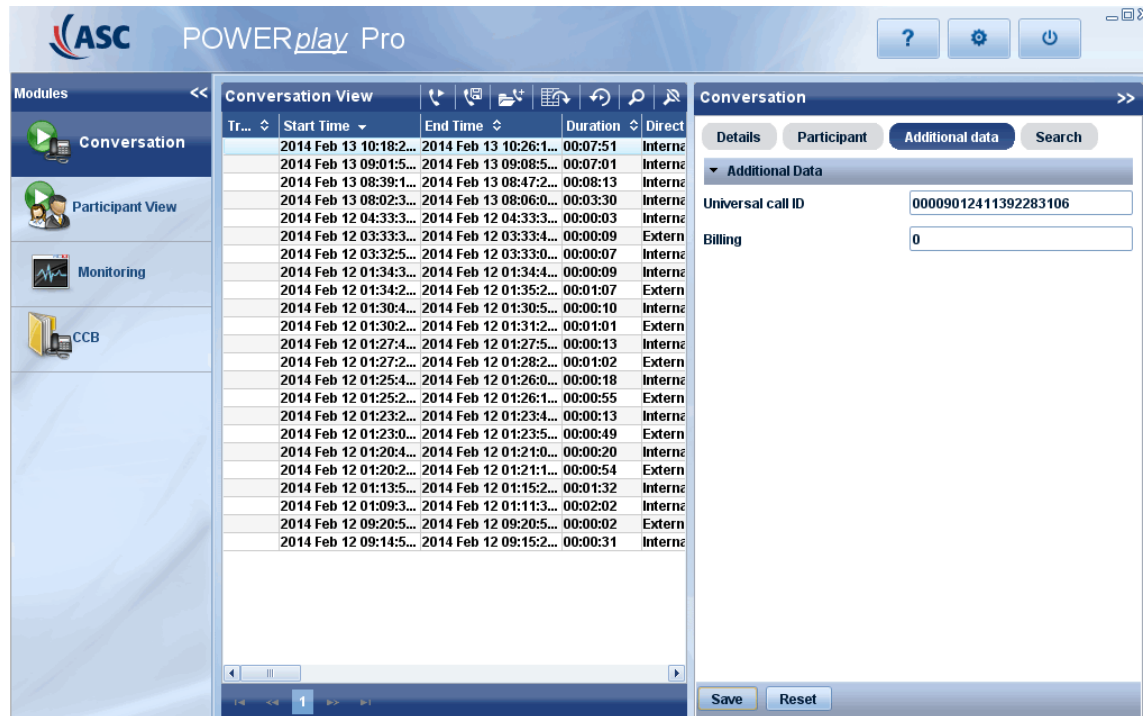 ASC POWERplay Pro
?
Modules <<
Conversation
Participant View
Monitoring
CCB
Conversation View
Tr... Start Time End Time Duration Direct
2014 Feb 13 10:18:2... 2014 Feb 13 10:26:1... 00:07:51 Interna
2014 Feb 13 09:01:5... 2014 Feb 13 09:08:5... 00:07:01 Interna
2014 Feb 13 08:39:1... 2014 Feb 13 08:47:2... 00:08:13 Interna
2014 Feb 13 08:02:3... 2014 Feb 13 08:06:0... 00:03:30 Interna
2014 Feb 12 04:33:3... 2014 Feb 12 04:33:3... 00:00:03 Interna
2014 Feb 12 03:33:3... 2014 Feb 12 03:33:4... 00:00:09 Extern
2014 Feb 12 03:32:5... 2014 Feb 12 03:33:0... 00:00:07 Interna
2014 Feb 12 01:34:3... 2014 Feb 12 01:34:4... 00:00:09 Interna
2014 Feb 12 01:34:2... 2014 Feb 12 01:35:2... 00:01:07 Extern
2014 Feb 12 01:30:4... 2014 Feb 12 01:30:5... 00:00:10 Interna
2014 Feb 12 01:30:2... 2014 Feb 12 01:31:2... 00:01:01 Extern
2014 Feb 12 01:27:4... 2014 Feb 12 01:27:5... 00:00:13 Interna
2014 Feb 12 01:27:2... 2014 Feb 12 01:28:2... 00:01:02 Extern
2014 Feb 12 01:25:4... 2014 Feb 12 01:26:0... 00:00:18 Interna
2014 Feb 12 01:25:2... 2014 Feb 12 01:26:1... 00:00:55 Extern
2014 Feb 12 01:23:2... 2014 Feb 12 01:23:4... 00:00:13 Interna
2014 Feb 12 01:23:0... 2014 Feb 12 01:23:5... 00:00:49 Extern
2014 Feb 12 01:20:4... 2014 Feb 12 01:21:0... 00:00:20 Interna
2014 Feb 12 01:20:2... 2014 Feb 12 01:21:1... 00:00:54 Extern
2014 Feb 12 01:13:5... 2014 Feb 12 01:15:2... 00:01:32 Interna
2014 Feb 12 01:09:3... 2014 Feb 12 01:11:3... 00:02:02 Interna
2014 Feb 12 09:20:5... 2014 Feb 12 09:20:5... 00:00:02 Extern
2014 Feb 12 09:14:5... 2014 Feb 12 09:15:2... 00:00:31 Interna
1
Conversation >>
Details Participant Additional data Search
Additional Data
Universal call ID 00009012411392283106
Billing 0
Save Reset